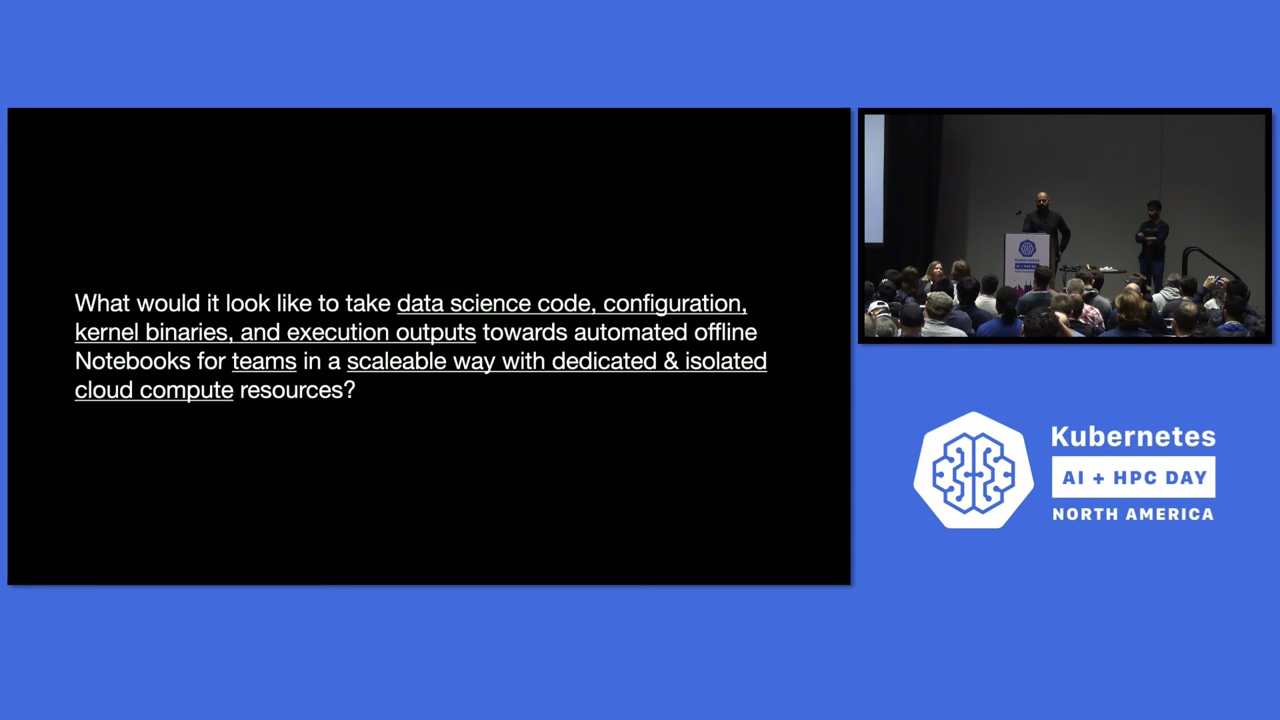 What would it look like to take data science code, configuration,
kernel binaries, and execution outputs towards automated offline
Notebooks for teams in a scaleable way with dedicated & isolated
cloud compute resources?
Kubernetes
AI + HPC DAY
NORTH AMERICA